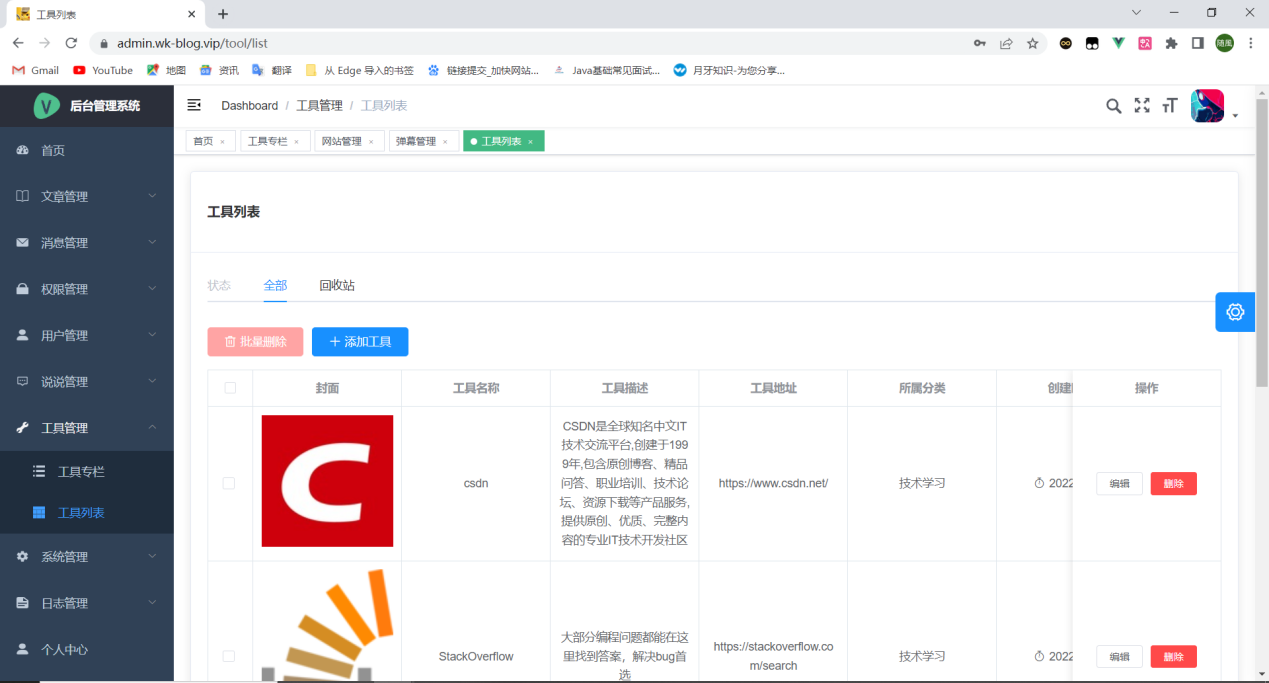 工具列表
admin.wk-blog.vip/tool/list
随風
Gmail
YouTube
地图
资讯
翻译
从 Edge 导入的书签
链接提交_加快网站...
Java基础常见面试...
月牙知识-为您分享...
V
后台管理系统
Dashboard / 工具管理 / 工具列表
首页 ×
工具专栏 ×
网站管理 ×
弹幕管理 ×
工具列表 ×
首页
文章管理
消息管理
权限管理
用户管理
说说管理
工具管理
工具专栏
工具列表
系统管理
日志管理
个人中心
工具列表
状态
全部
回收站
批量删除
+ 添加工具
封面
工具名称
工具描述
工具地址
所属分类
创建
操作
C
csdn
CSDN是全球知名中文IT
技术交流平台,创建于199
9年,包含原创博客、精品
问答、职业培训、技术论
坛、资源下载等产品服务,
提供原创、优质、完整内
容的专业IT技术开发社区
https://www.csdn.net/
技术学习
2022
编辑
删除
StackOverflow
大部分编程问题都能在这
里找到答案，解决bug首
选
https://stackoverflow.co
m/search
技术学习
2022
编辑
删除